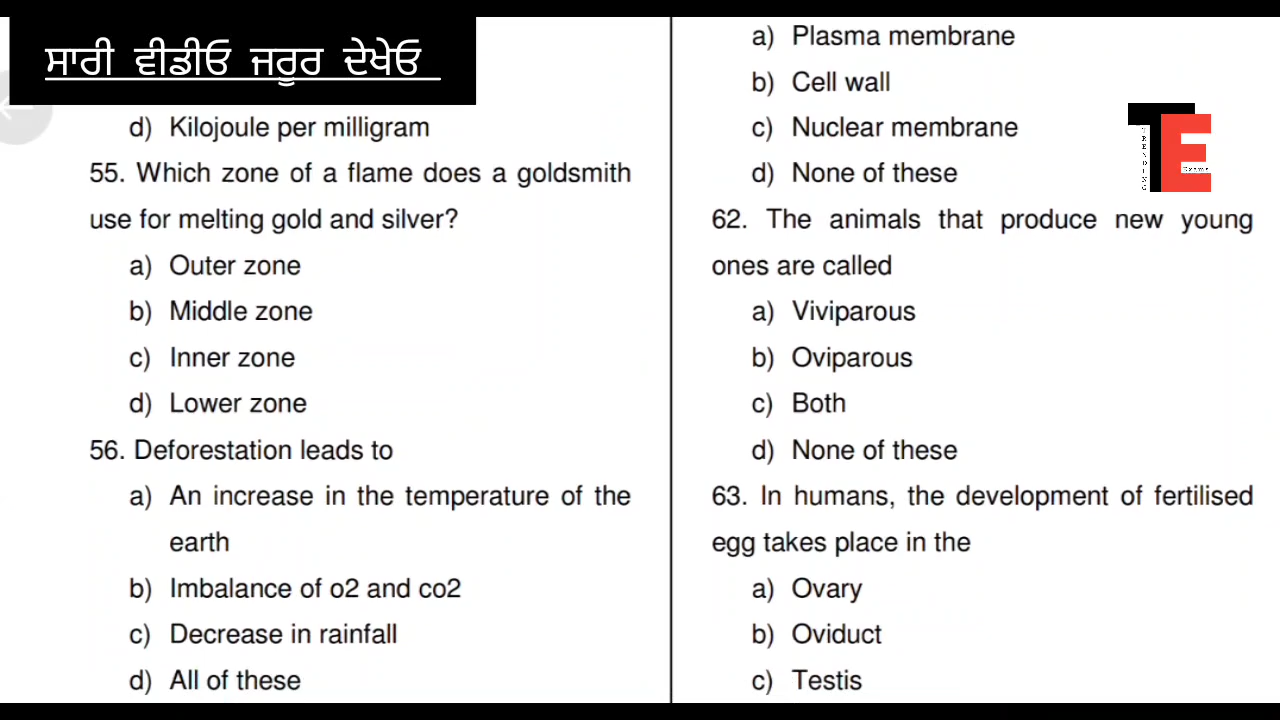 ਸਾਰੀ ਵੀਡੀਓ ਜਰੂਰ ਦੇਖੇਓ
d) Kilojoule per milligram
55. Which zone of a flame does a goldsmith
use for melting gold and silver?
a) Outer zone
b) Middle zone
c) Inner zone
d) Lower zone
56. Deforestation leads to
a) An increase in the temperature of the
earth
b) Imbalance of o2 and co2
c) Decrease in rainfall
d) All of these
a) Plasma membrane
b) Cell wall
c) Nuclear membrane
d) None of these
62. The animals that produce new young
ones are called
a) Viviparous
b) Oviparous
c) Both
d) None of these
63. In humans, the development of fertilised
egg takes place in the
a) Ovary
b) Oviduct
c) Testis
TE
TRENDING
Exams